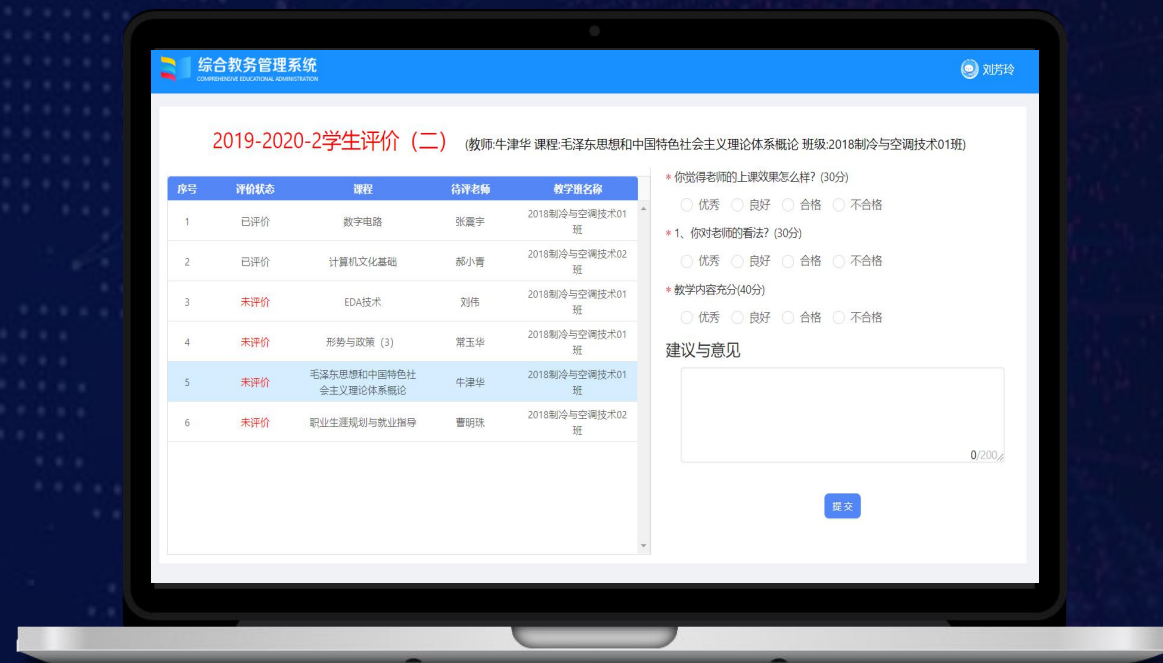 综合教务管理系统
COMPREHENSIVE EDUCATIONAL ADMINISTRATION
刘芳玲
2019-2020-2学生评价（二） (教师:牛津华 课程:毛泽东思想和中国特色社会主义理论体系概论 班级:2018制冷与空调技术01班)
序号 评价状态 课程 待评老师 教学班名称
1 已评价 数字电路 张震宇 2018制冷与空调技术01
班
2 已评价 计算机文化基础 郝小青 2018制冷与空调技术02
班
3 未评价 EDA技术 刘伟 2018制冷与空调技术01
班
4 未评价 形势与政策（3） 常玉华 2018制冷与空调技术01
班
5 未评价 毛泽东思想和中国特色社 牛津华 2018制冷与空调技术01
会主义理论体系概论 班
6 未评价 职业生涯规划与就业指导 曹明珠 2018制冷与空调技术02
班
* 你觉得老师的上课效果怎么样？(30分)
优秀 良好 合格 不合格
* 1、你对老师的看法？(30分)
优秀 良好 合格 不合格
* 教学内容充分(40分)
优秀 良好 合格 不合格
建议与意见
0/200
提交